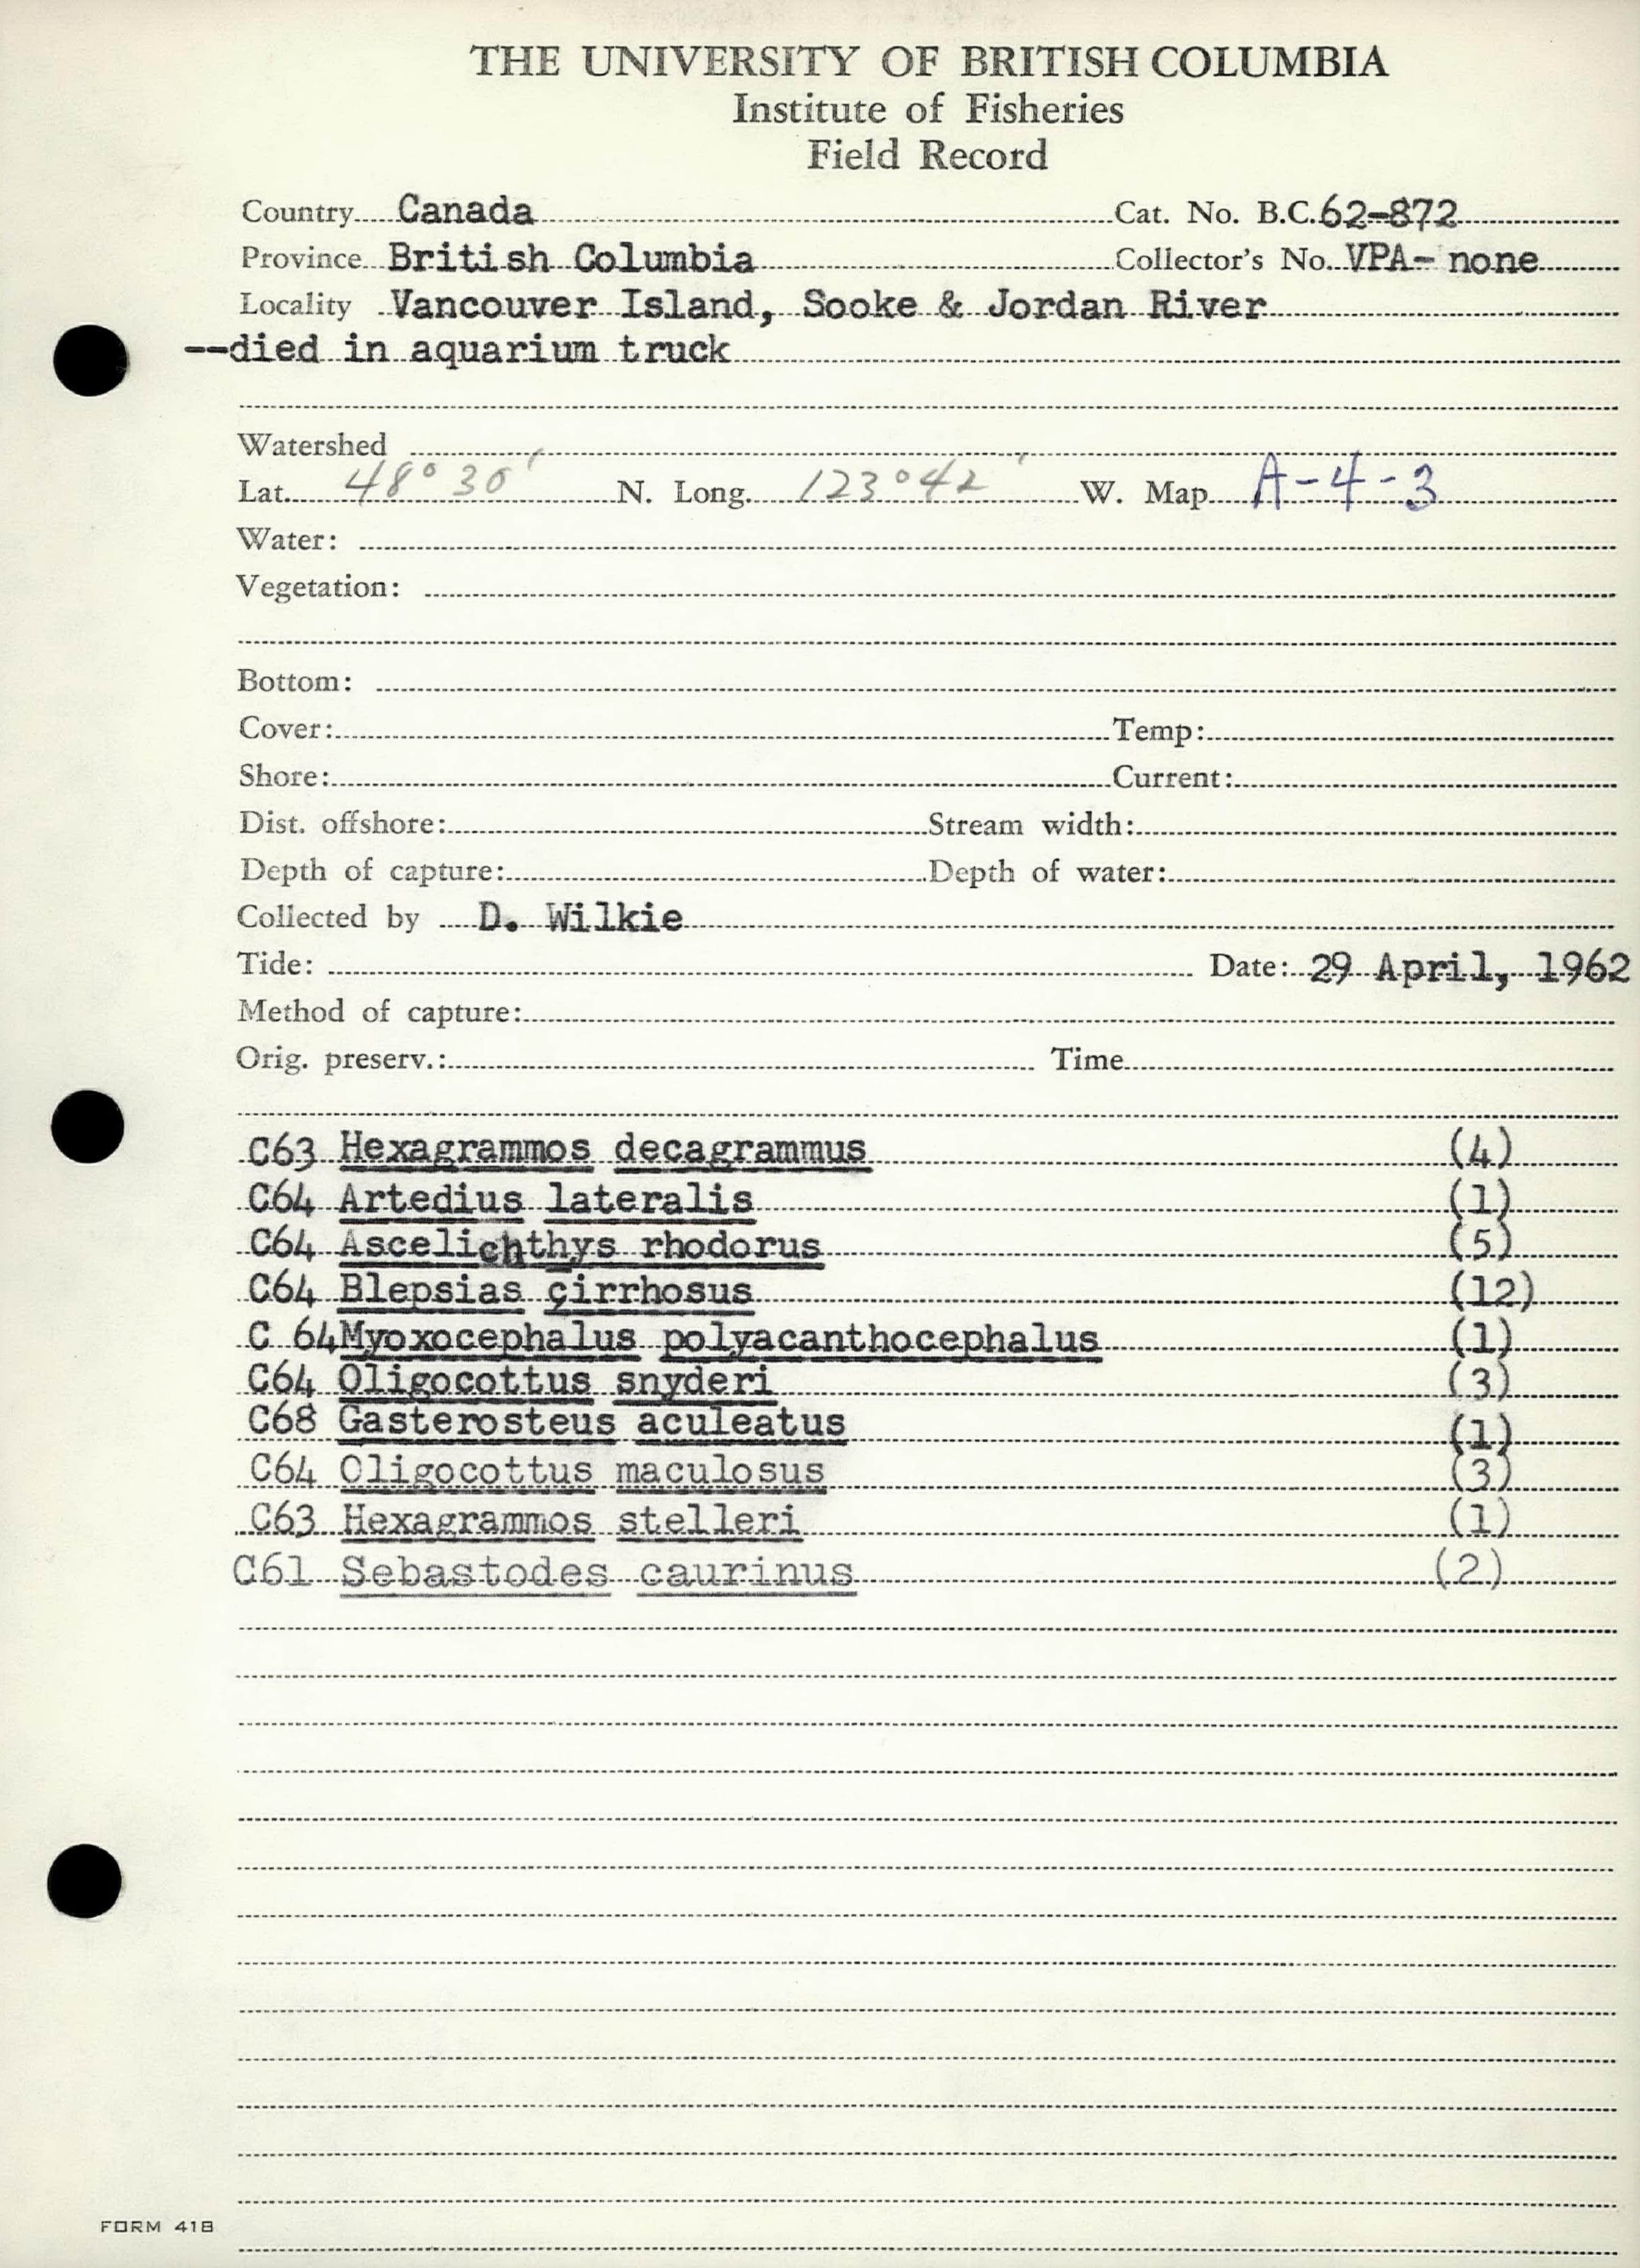 THE UNIVERSITY OF BRITISH COLUMBIA
Institute of Fisheries
Field Record
Country Canada Cat. No. B.C. 62-872
Province British Columbia Collector's No. VPA- none
Locality Vancouver Island, Sooke & Jordan River
--died in aquarium truck
Watershed
Lat. 48° 30' N. Long. 123° 42' W. Map A-4-3
Water:
Vegetation:
Bottom:
Cover: Temp:
Shore: Current:
Dist. offshore: Stream width:
Depth of capture: Depth of water:
Collected by D. Wilkie
Tide: Date: 29 April, 1962
Method of capture:
Orig. preserv.: Time
C63 Hexagrammos decagrammus (4)
C64 Artedius lateralis (1)
C64 Ascelichthys rhodorus (5)
C64 Blepsias cirrhosus (12)
C 64Myoxocephalus polyacanthocephalus (1)
C64 Oligocottus snyderi (3)
C68 Gasterosteus aculeatus (1)
C64 Oligocottus maculosus (3)
C63 Hexagrammos stelleri (1)
C61 Sebastodes caurinus (2)
FORM 41B